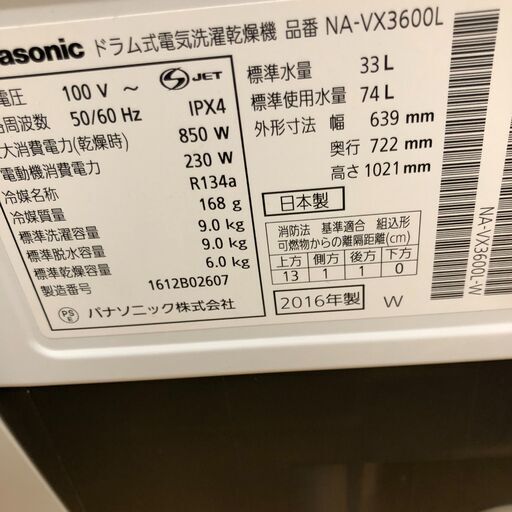 asonic ドラム式電気洗濯乾燥機 品番 NA-VX3600L
電圧 100 V ～
周波数 50/60 Hz
JET
IPX4
大消費電力(乾燥時) 850 W
電動機消費電力 230 W
冷媒名称 R134a
冷媒質量 168 g
標準洗濯容量 9.0 kg
標準脱水容量 9.0 kg
標準乾燥容量 6.0 kg
製造番号 1612B02607
PS
E
パナソニック株式会社
標準水量 33 L
標準使用水量 74 L
外形寸法 幅 639 mm
奥行 722 mm
高さ 1021 mm
日本製
消防法 基準適合 組込形
可燃物からの離隔距離(cm)
上方 側方 後方 下方
13 1 1 0
2016年製 W
NA-VX3600L-W